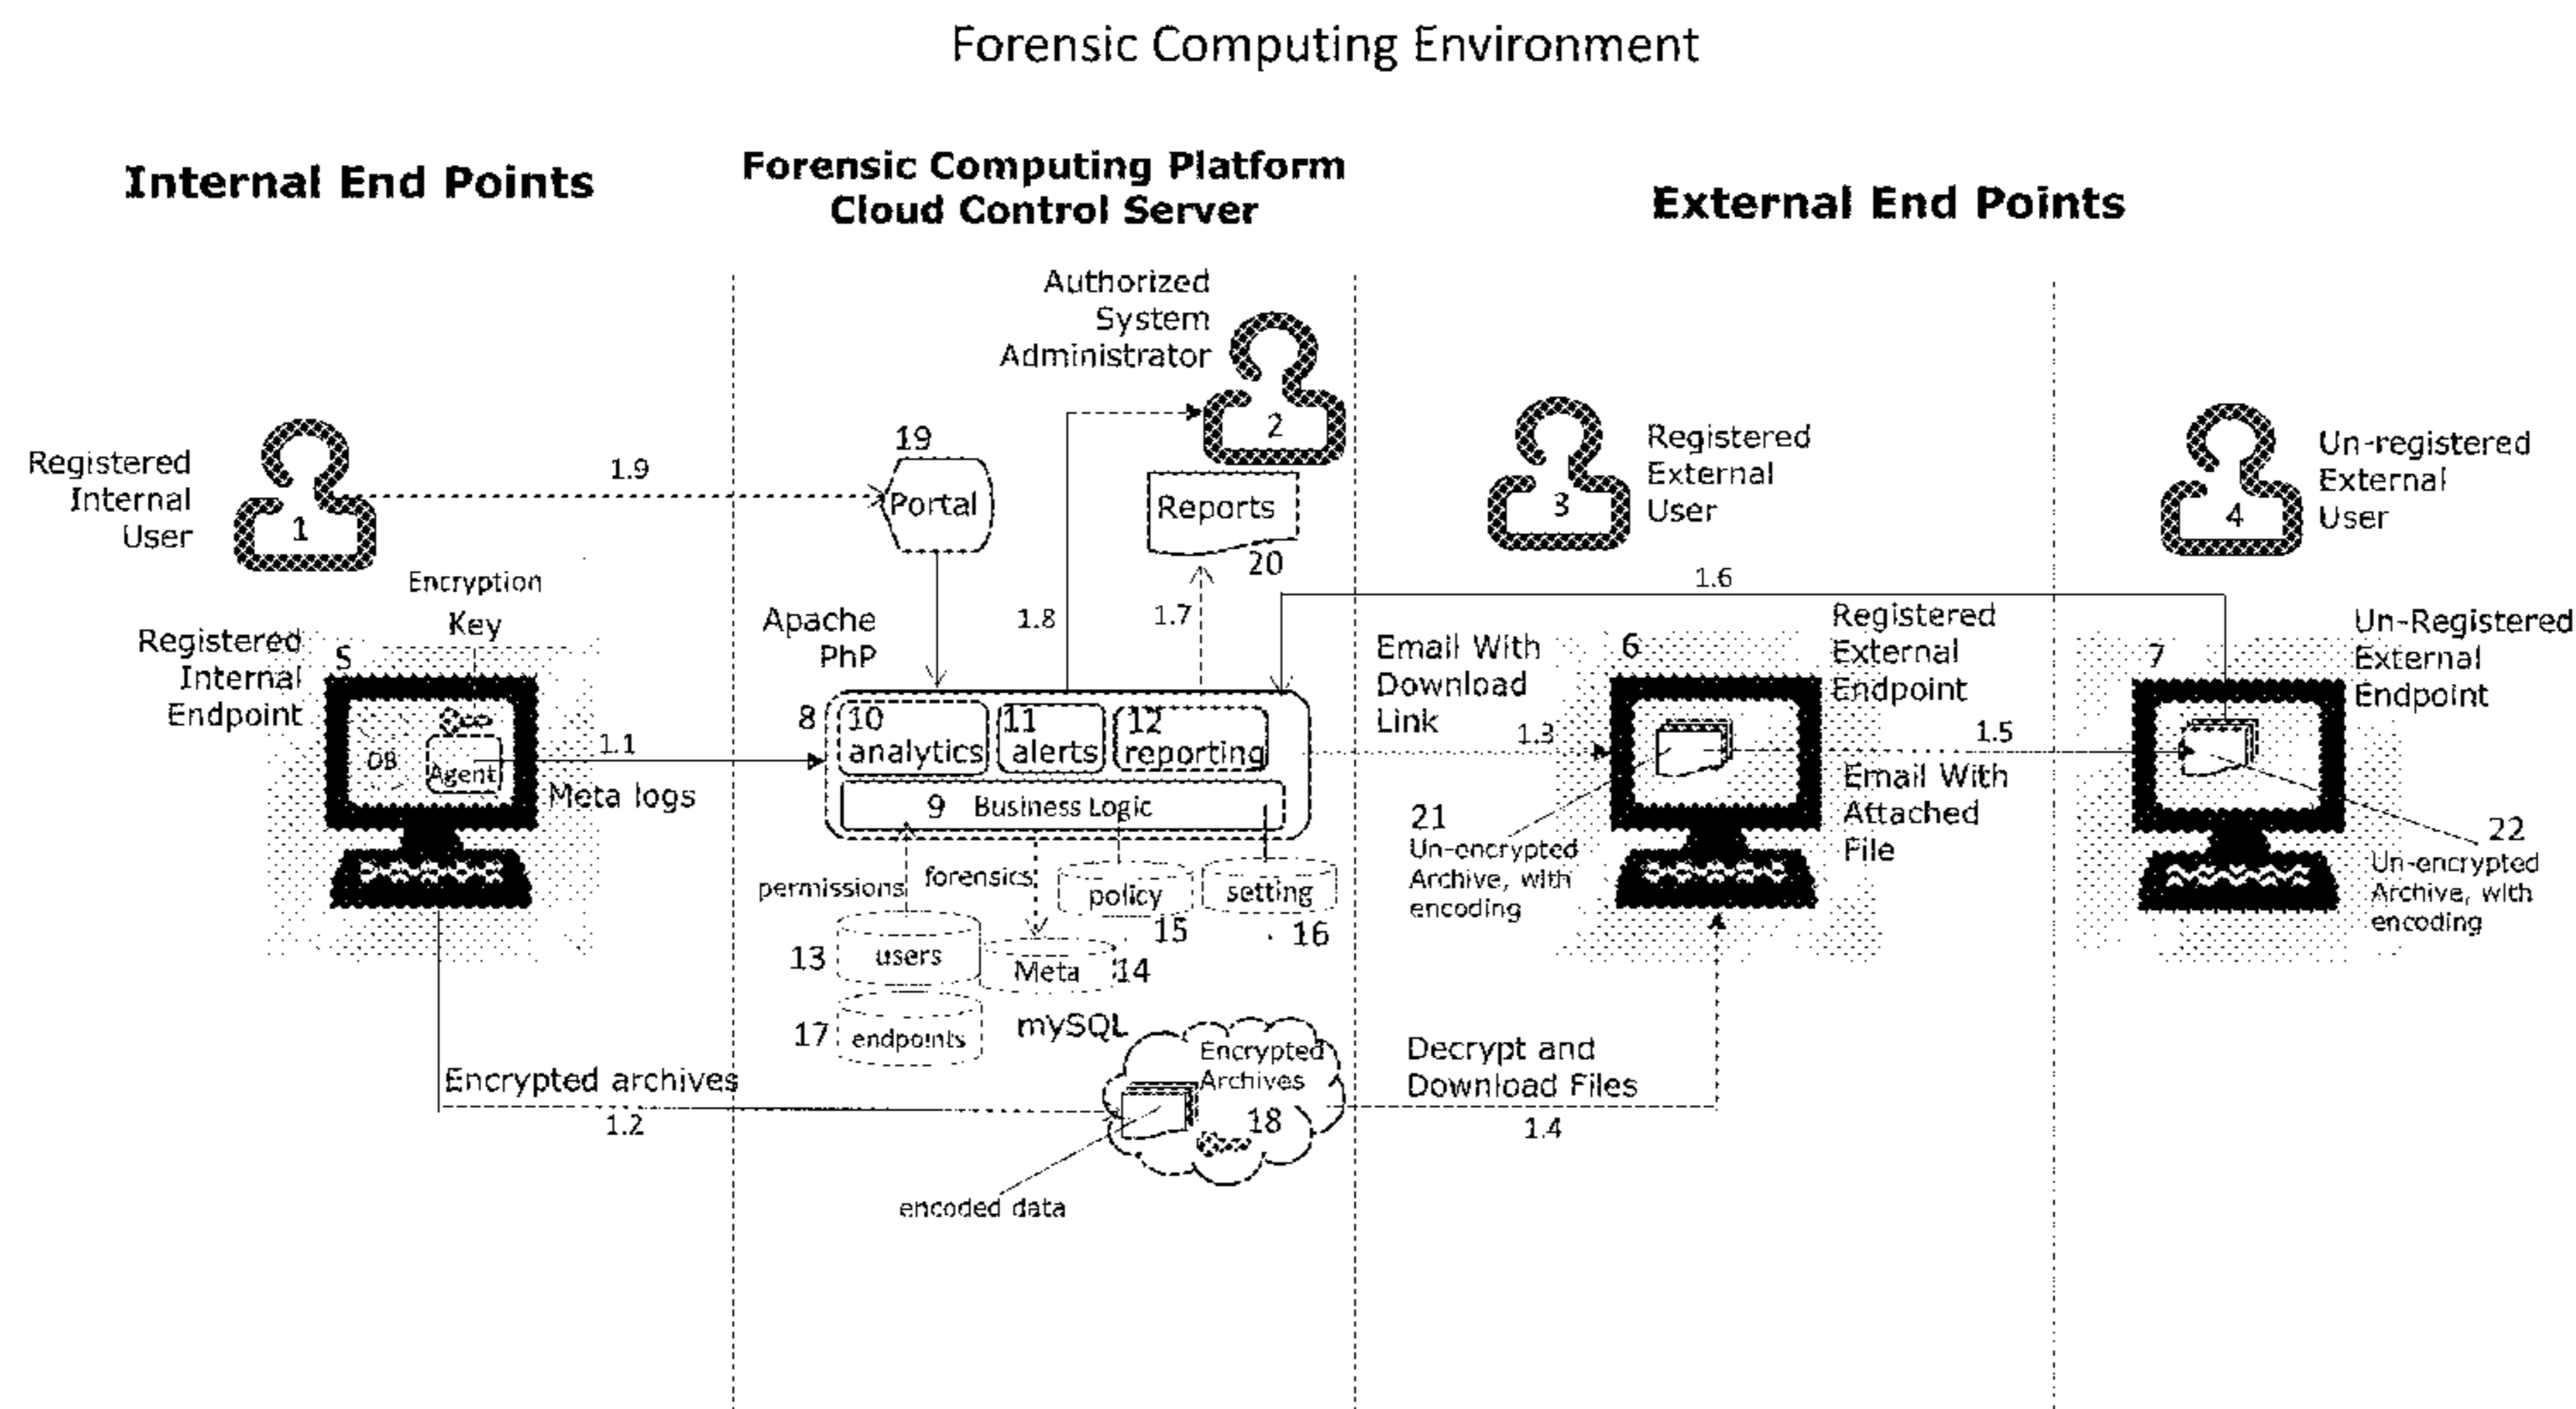 Forensic Computing Environment
Internal End Points
Forensic Computing Platform
Cloud Control Server
External End Points
Authorized
System
Administrator
2
Registered
Internal
User
1
1.9
19
Portal
Reports
20
3
Registered
External
User
4
Un-registered
External
User
Encryption
Key
Registered
Internal
Endpoint
5
DB
Agent
1.1
Meta logs
Apache
PhP
1.8
1.7
1.6
8
10
analytics
11
alerts
12
reporting
9 Business Logic
permissions
forensics
policy
15
setting
16
13
users
Meta
14
17
endpoints
mySQL
Email With
Download
Link
1.3
6
Registered
External
Endpoint
21
Un-encrypted
Archive, with
encoding
1.5
Email With
Attached
File
7
Un-Registered
External
Endpoint
22
Un-encrypted
Archive, with
encoding
Encrypted archives
1.2
Encrypted
Archives
18
encoded data
Decrypt and
Download Files
1.4